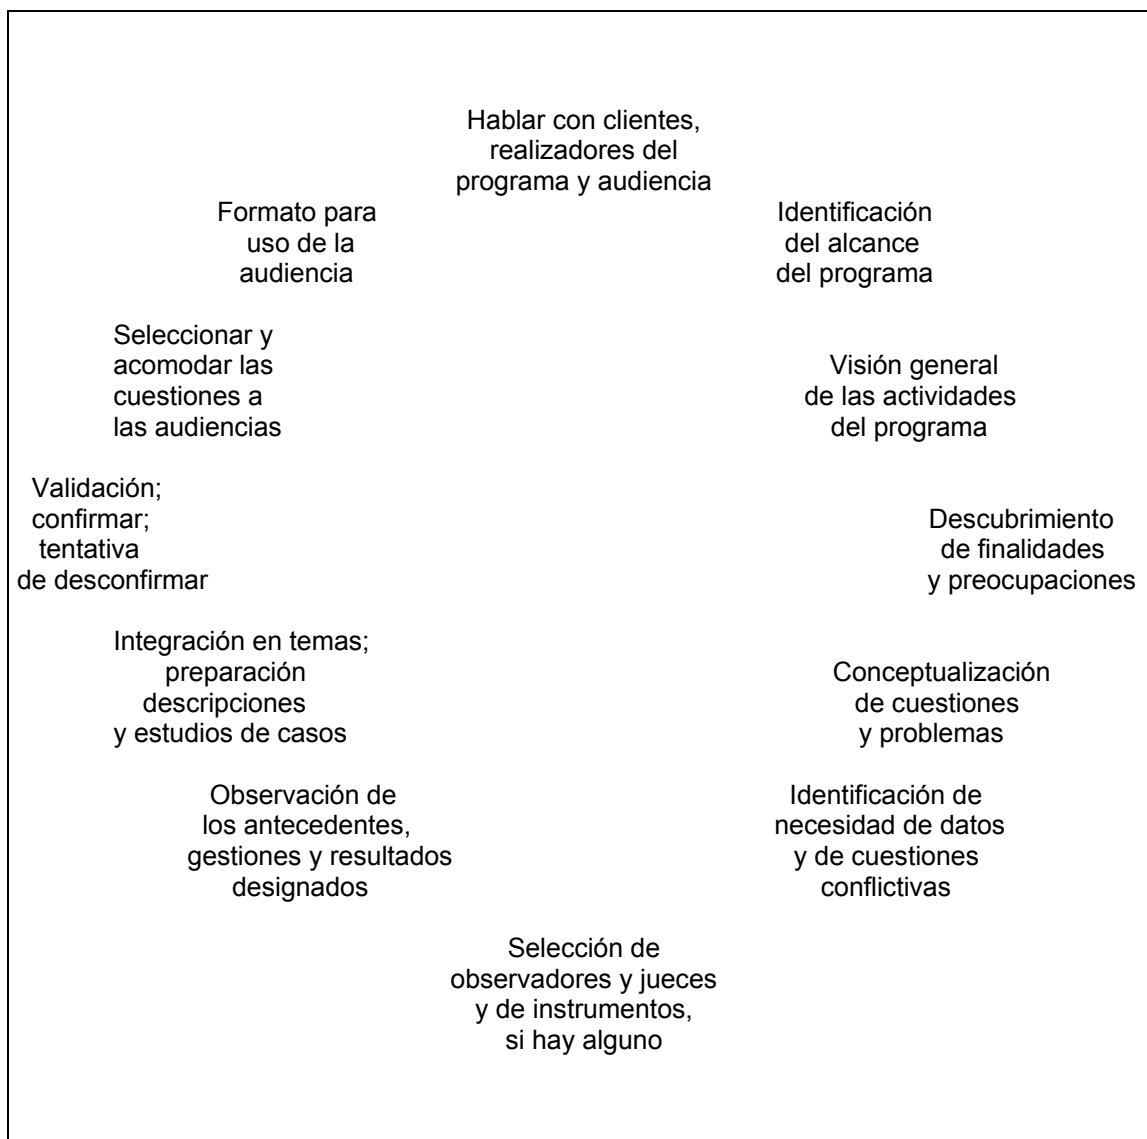 Hablar con clientes,
realizadores del
programa y audiencia
Formato para
uso de la
audiencia
Identificación
del alcance
del programa
Seleccionar y
acomodar las
cuestiones a
las audiencias
Visión general
de las actividades
del programa
Validación;
confirmar;
tentativa
de desconfirmar
Descubrimiento
de finalidades
y preocupaciones
Integración en temas;
preparación
descripciones
y estudios de casos
Conceptualización
de cuestiones
y problemas
Observación de
los antecedentes,
gestiones y resultados
designados
Identificación de
necesidad de datos
y de cuestiones
conflictivas
Selección de
observadores y jueces
y de instrumentos,
si hay alguno